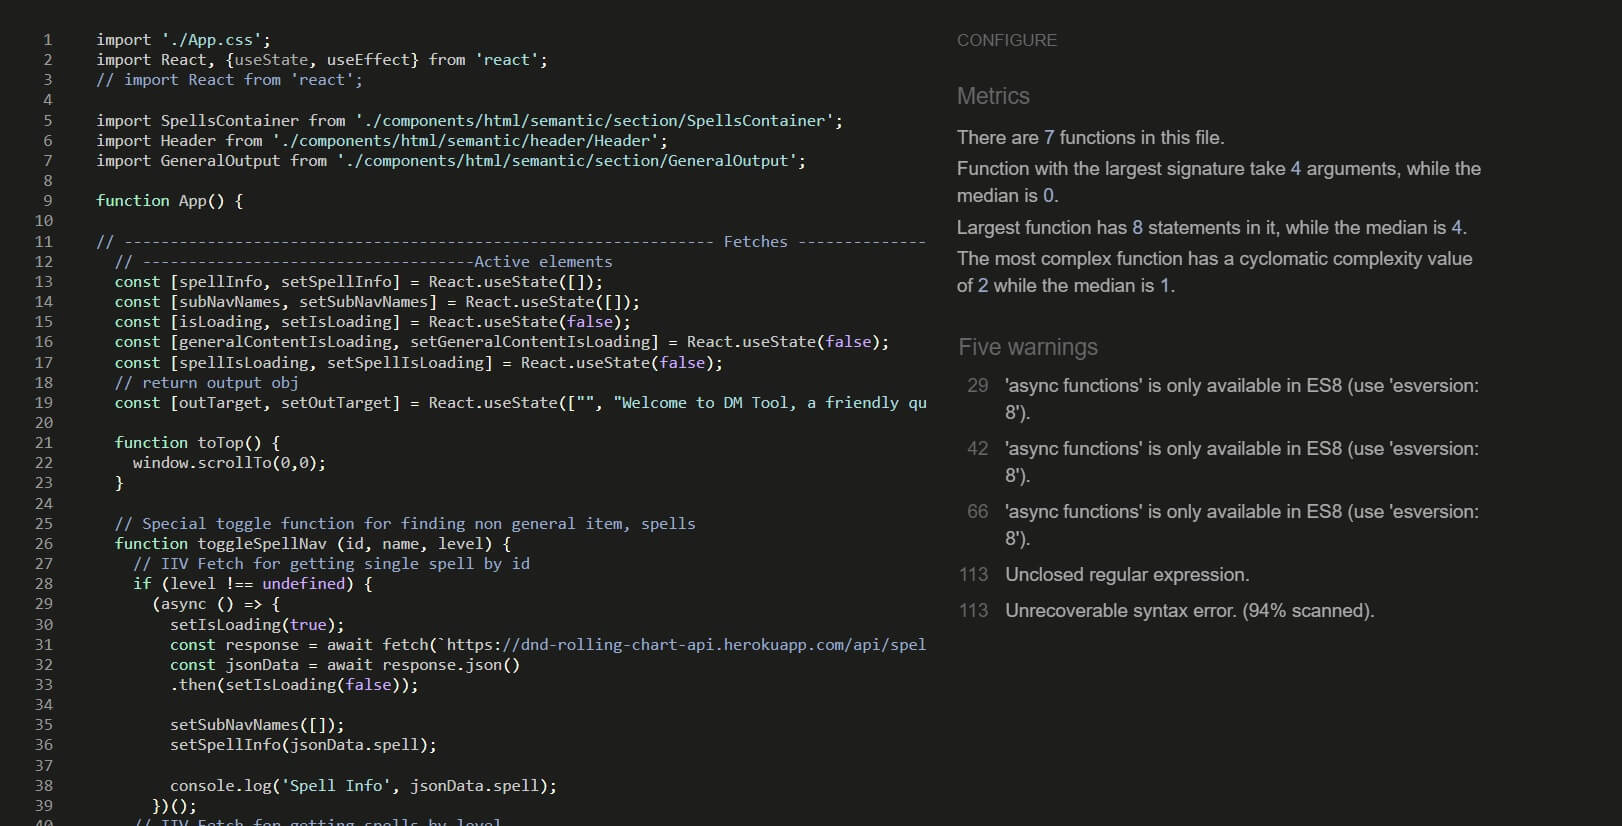 1 import './App.css';
2 import React, {useState, useEffect} from 'react';
3 // import React from 'react';
4
5 import SpellsContainer from './components/html/semantic/section/SpellsContainer';
6 import Header from './components/html/semantic/header/Header';
7 import GeneralOutput from './components/html/semantic/section/GeneralOutput';
8
9 function App() {
10
11 // ---------------------------------------------------------------- Fetches --------------
12 // ------------------------------------Active elements
13 const [spellInfo, setSpellInfo] = React.useState([]);
14 const [subNavNames, setSubNavNames] = React.useState([]);
15 const [isLoading, setIsLoading] = React.useState(false);
16 const [generalContentIsLoading, setGeneralContentIsLoading] = React.useState(false);
17 const [spellIsLoading, setSpellIsLoading] = React.useState(false);
18 // return output obj
19 const [outTarget, setOutTarget] = React.useState(["", "Welcome to DM Tool, a friendly qu
20
21 function toTop() {
22 window.scrollTo(0,0);
23 }
24
25 // Special toggle function for finding non general item, spells
26 function toggleSpellNav (id, name, level) {
27 // IIV Fetch for getting single spell by id
28 if (level !== undefined) {
29 (async () => {
30 setIsLoading(true);
31 const response = await fetch(`https://dnd-rolling-chart-api.herokuapp.com/api/spel
32 const jsonData = await response.json()
33 .then(setIsLoading(false));
34
35 setSubNavNames([]);
36 setSpellInfo(jsonData.spell);
37
38 console.log('Spell Info', jsonData.spell);
39 })();
40 // IIV Fetch for getting spells by level
CONFIGURE
Metrics
There are 7 functions in this file.
Function with the largest signature take 4 arguments, while the
median is 0.
Largest function has 8 statements in it, while the median is 4.
The most complex function has a cyclomatic complexity value
of 2 while the median is 1.
Five warnings
29 'async functions' is only available in ES8 (use 'esversion:
8').
42 'async functions' is only available in ES8 (use 'esversion:
8').
66 'async functions' is only available in ES8 (use 'esversion:
8').
113 Unclosed regular expression.
113 Unrecoverable syntax error. (94% scanned).